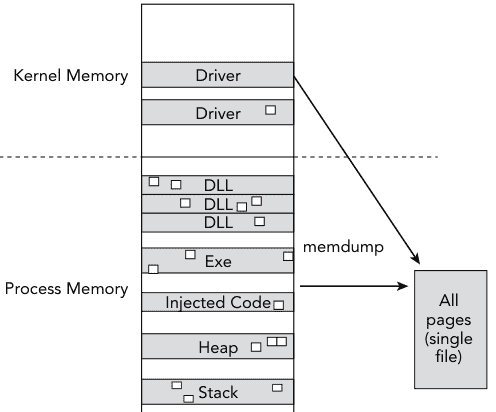 Kernel Memory
Driver
Driver
DLL
DLL
DLL
memdump
Exe
Process Memory
Injected Code
Heap
Stack
All
pages
(single
file)